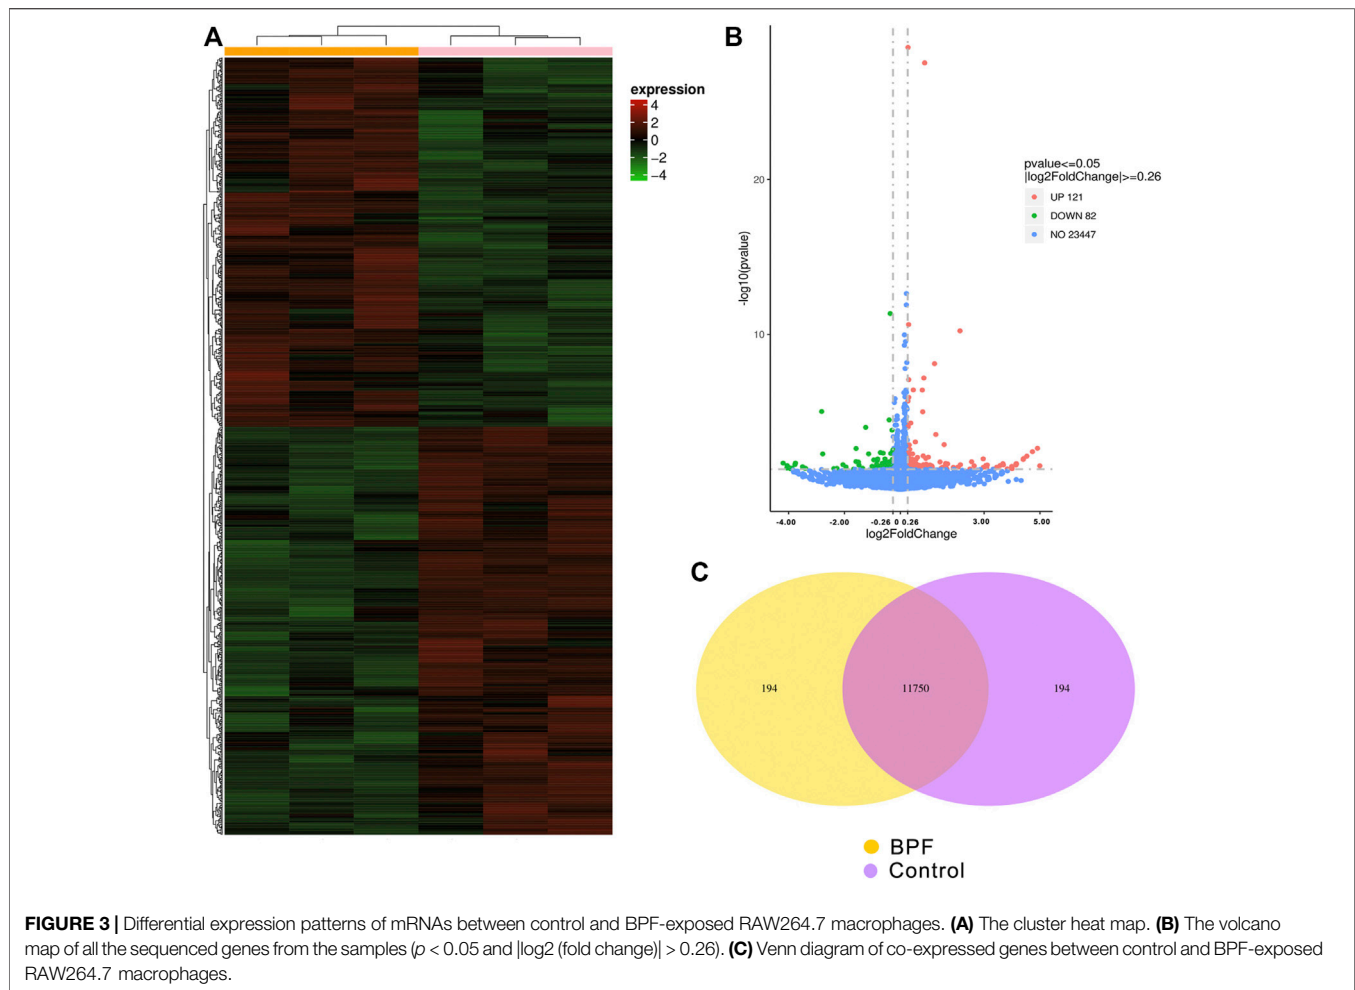 A
expression
4
2
0
−2
−4
B
-log10(pvalue)
20
10
-4.00 -2.00 -0.26 0 0.26 3.00 5.00
log2FoldChange
pvalue<=0.05
|log2FoldChange|>=0.26
UP 121
DOWN 82
NO 23447
C
194 11750 194
BPF
Control
FIGURE 3 | Differential expression patterns of mRNAs between control and BPF-exposed RAW264.7 macrophages. (A) The cluster heat map. (B) The volcano
map of all the sequenced genes from the samples (p < 0.05 and |log2 (fold change)| > 0.26). (C) Venn diagram of co-expressed genes between control and BPF-exposed
RAW264.7 macrophages.